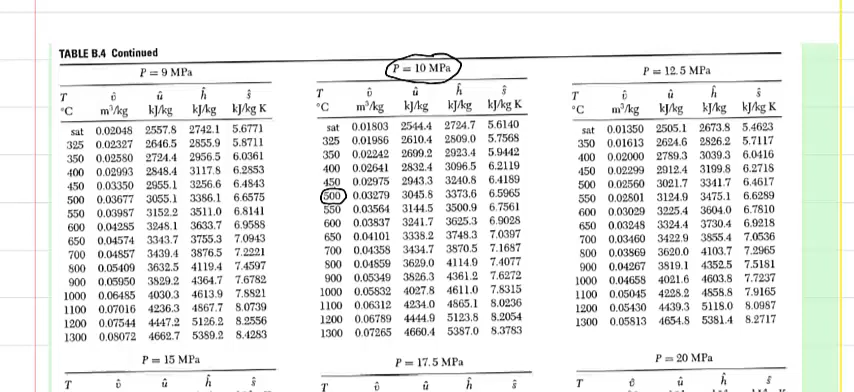 TABLE B.4 Continued
P = 9 MPa
T v̂ û ĥ ŝ
°C m³/kg kJ/kg kJ/kg kJ/kg K
sat 0.02048 2557.8 2742.1 5.6771
325 0.02327 2646.5 2855.9 5.8711
350 0.02580 2724.4 2956.5 6.0361
400 0.02993 2848.4 3117.8 6.2853
450 0.03350 2955.1 3256.6 6.4843
500 0.03677 3055.1 3386.1 6.6575
550 0.03987 3152.2 3511.0 6.8141
600 0.04285 3248.1 3633.7 6.9588
650 0.04574 3343.7 3755.3 7.0943
700 0.04857 3439.4 3876.5 7.2221
800 0.05409 3632.5 4119.4 7.4597
900 0.05950 3829.2 4364.7 7.6782
1000 0.06485 4030.3 4613.9 7.8821
1100 0.07016 4236.3 4867.7 8.0739
1200 0.07544 4447.2 5126.2 8.2556
1300 0.08072 4662.7 5389.2 8.4283
P = 10 MPa
T v̂ û ĥ ŝ
°C m³/kg kJ/kg kJ/kg kJ/kg K
sat 0.01803 2544.4 2724.7 5.6140
325 0.01986 2610.4 2809.0 5.7568
350 0.02242 2699.2 2923.4 5.9442
400 0.02641 2832.4 3096.5 6.2119
450 0.02975 2943.3 3240.8 6.4189
500 0.03279 3045.8 3373.6 6.5965
550 0.03564 3144.5 3500.9 6.7561
600 0.03837 3241.7 3625.3 6.9028
650 0.04101 3338.2 3748.3 7.0397
700 0.04358 3434.7 3870.5 7.1687
800 0.04859 3629.0 4114.9 7.4077
900 0.05349 3826.3 4361.2 7.6272
1000 0.05832 4027.8 4611.0 7.8315
1100 0.06312 4234.0 4865.1 8.0236
1200 0.06789 4444.9 5123.8 8.2054
1300 0.07265 4660.4 5387.0 8.3783
P = 12.5 MPa
T v̂ û ĥ ŝ
°C m³/kg kJ/kg kJ/kg kJ/kg K
sat 0.01350 2505.1 2673.8 5.4623
350 0.01613 2624.6 2826.2 5.7117
400 0.02000 2789.3 3039.3 6.0416
450 0.02299 2912.4 3199.8 6.2718
500 0.02560 3021.7 3341.7 6.4617
550 0.02801 3124.9 3475.1 6.6289
600 0.03029 3225.4 3604.0 6.7810
650 0.03248 3324.4 3730.4 6.9218
700 0.03460 3422.9 3855.4 7.0536
800 0.03869 3620.0 4103.7 7.2965
900 0.04267 3819.1 4352.5 7.5181
1000 0.04658 4021.6 4603.8 7.7237
1100 0.05045 4228.2 4858.8 7.9165
1200 0.05430 4439.3 5118.0 8.0987
1300 0.05813 4654.8 5381.4 8.2717
P = 15 MPa
T v̂ û ĥ ŝ
P = 17.5 MPa
T v̂ û ĥ ŝ
P = 20 MPa
T v̂ û ĥ ŝ